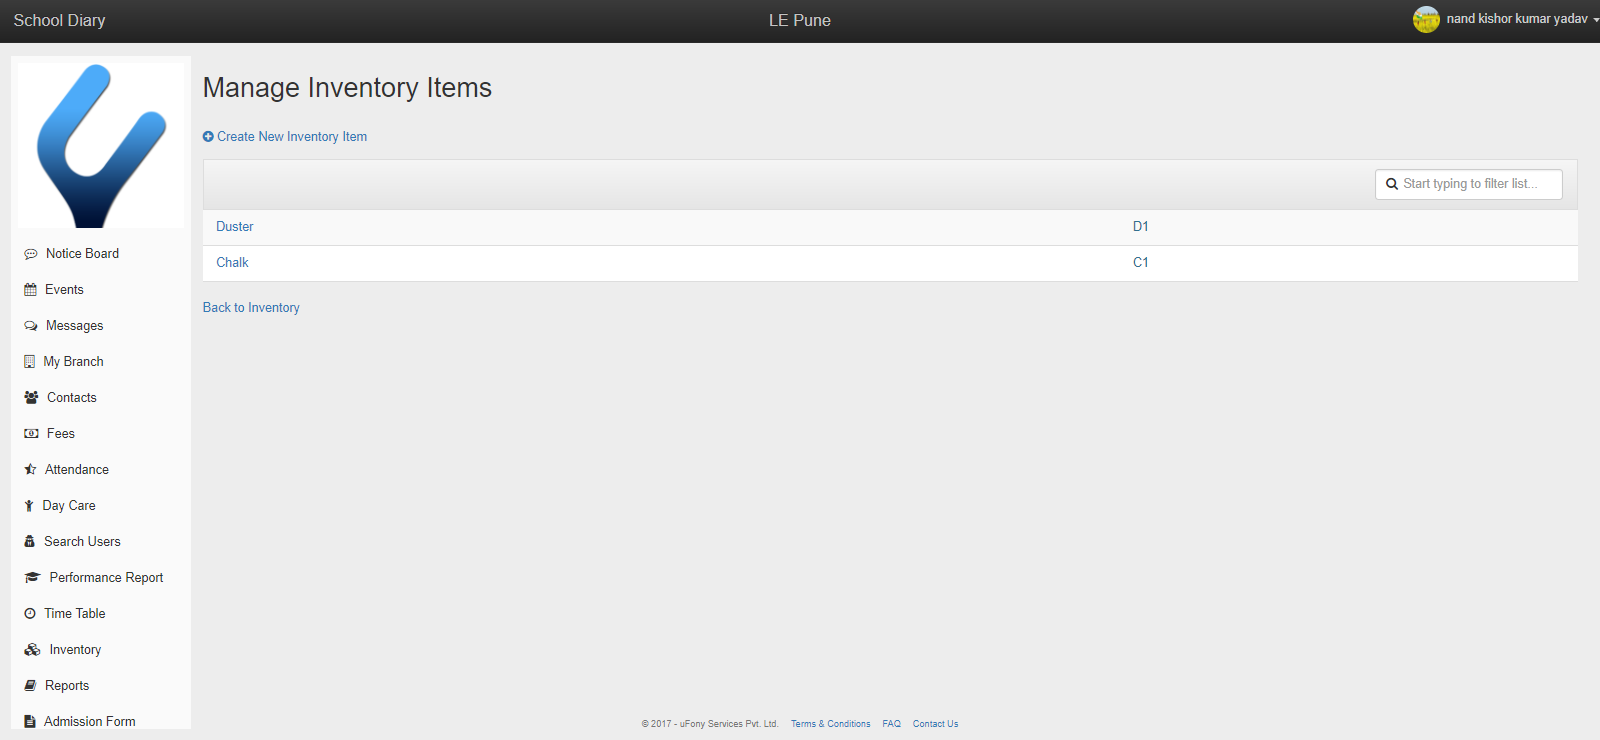 School Diary
LE Pune
nand kishor kumar yadav
Manage Inventory Items
Create New Inventory Item
Start typing to filter list...
Duster D1
Chalk C1
Back to Inventory
Notice Board
Events
Messages
My Branch
Contacts
Fees
Attendance
Day Care
Search Users
Performance Report
Time Table
Inventory
Reports
Admission Form
© 2017 - uFony Services Pvt. Ltd. Terms & Conditions FAQ Contact Us